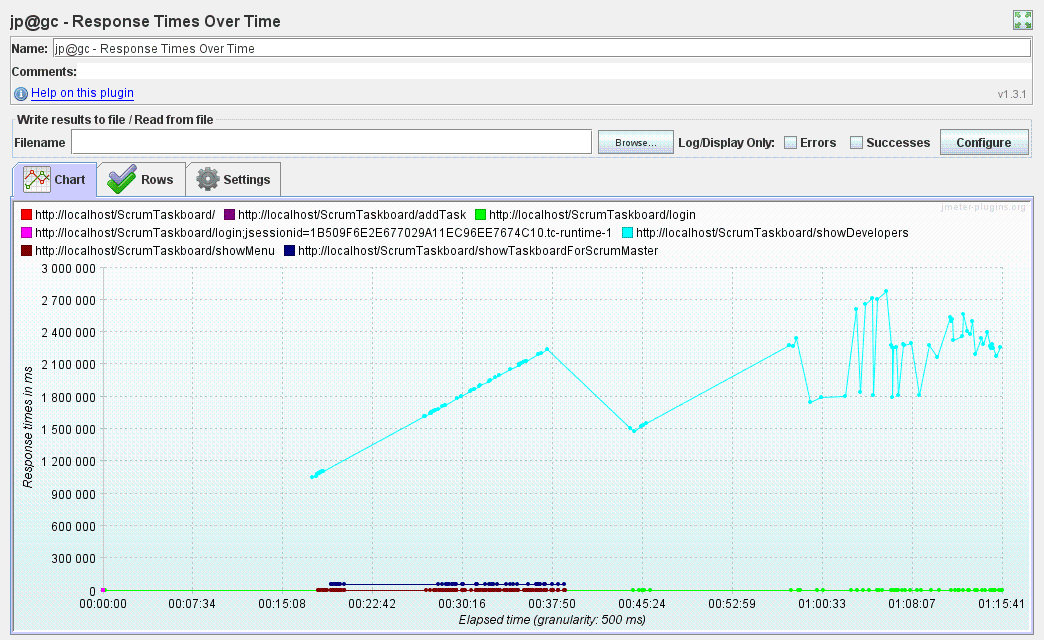 jp@gc - Response Times Over Time
Name: jp@gc - Response Times Over Time
Comments:
Help on this plugin v1.3.1
Write results to file / Read from file
Filename Browse... Log/Display Only: Errors Successes Configure
Chart Rows Settings
jmeter-plugins.org
http://localhost/ScrumTaskboard/ http://localhost/ScrumTaskboard/addTask http://localhost/ScrumTaskboard/login
http://localhost/ScrumTaskboard/login;jsessionid=1B509F6E2E677029A11EC96EE7674C10.tc-runtime-1 http://localhost/ScrumTaskboard/showDevelopers
http://localhost/ScrumTaskboard/showMenu http://localhost/ScrumTaskboard/showTaskboardForScrumMaster
3 000 000
2 700 000
2 400 000
2 100 000
1 800 000
1 500 000
1 200 000
900 000
600 000
300 000
0
Response times in ms
00:00:00 00:07:34 00:15:08 00:22:42 00:30:16 00:37:50 00:45:24 00:52:59 01:00:33 01:08:07 01:15:41
Elapsed time (granularity: 500 ms)